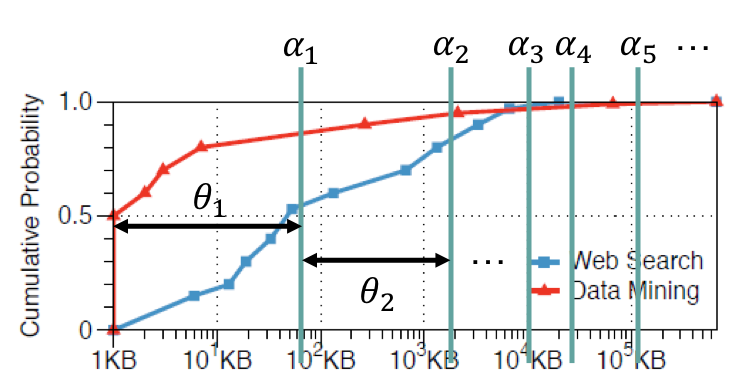 α₁ α₂ α₃ α₄ α₅ ⋯
Cumulative Probability
1.0
0.5
0
θ₁
θ₂
⋯
Web Search
Data Mining
1KB 10¹KB 10²KB 10³KB 10⁴KB 10⁵KB